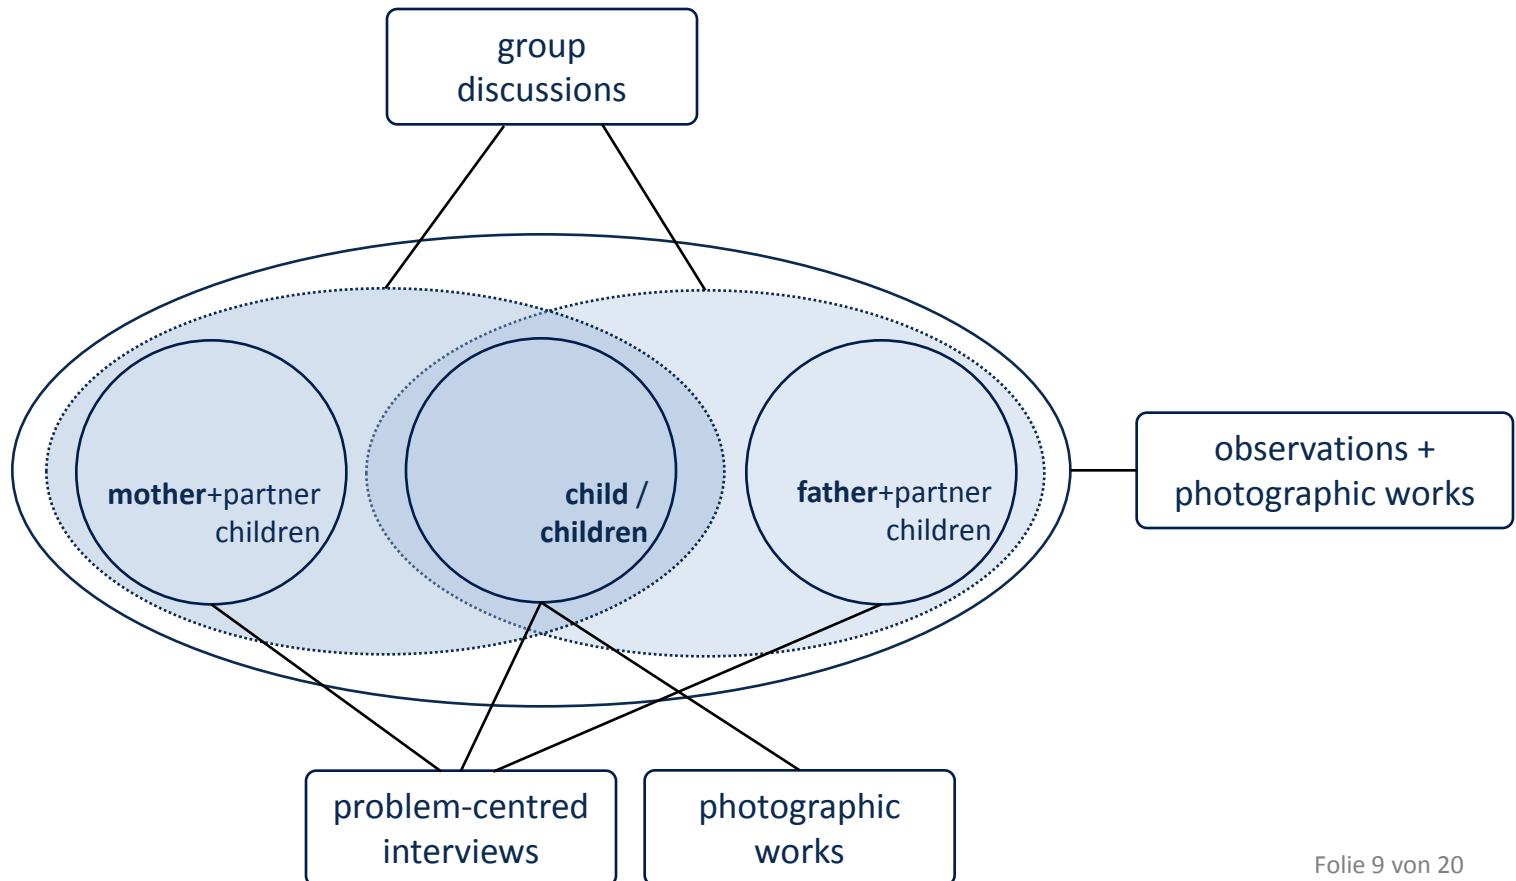 group
discussions
mother+partner
children
child /
children
father+partner
children
observations +
photographic works
problem-centred
interviews
photographic
works
Folie 9 von 20